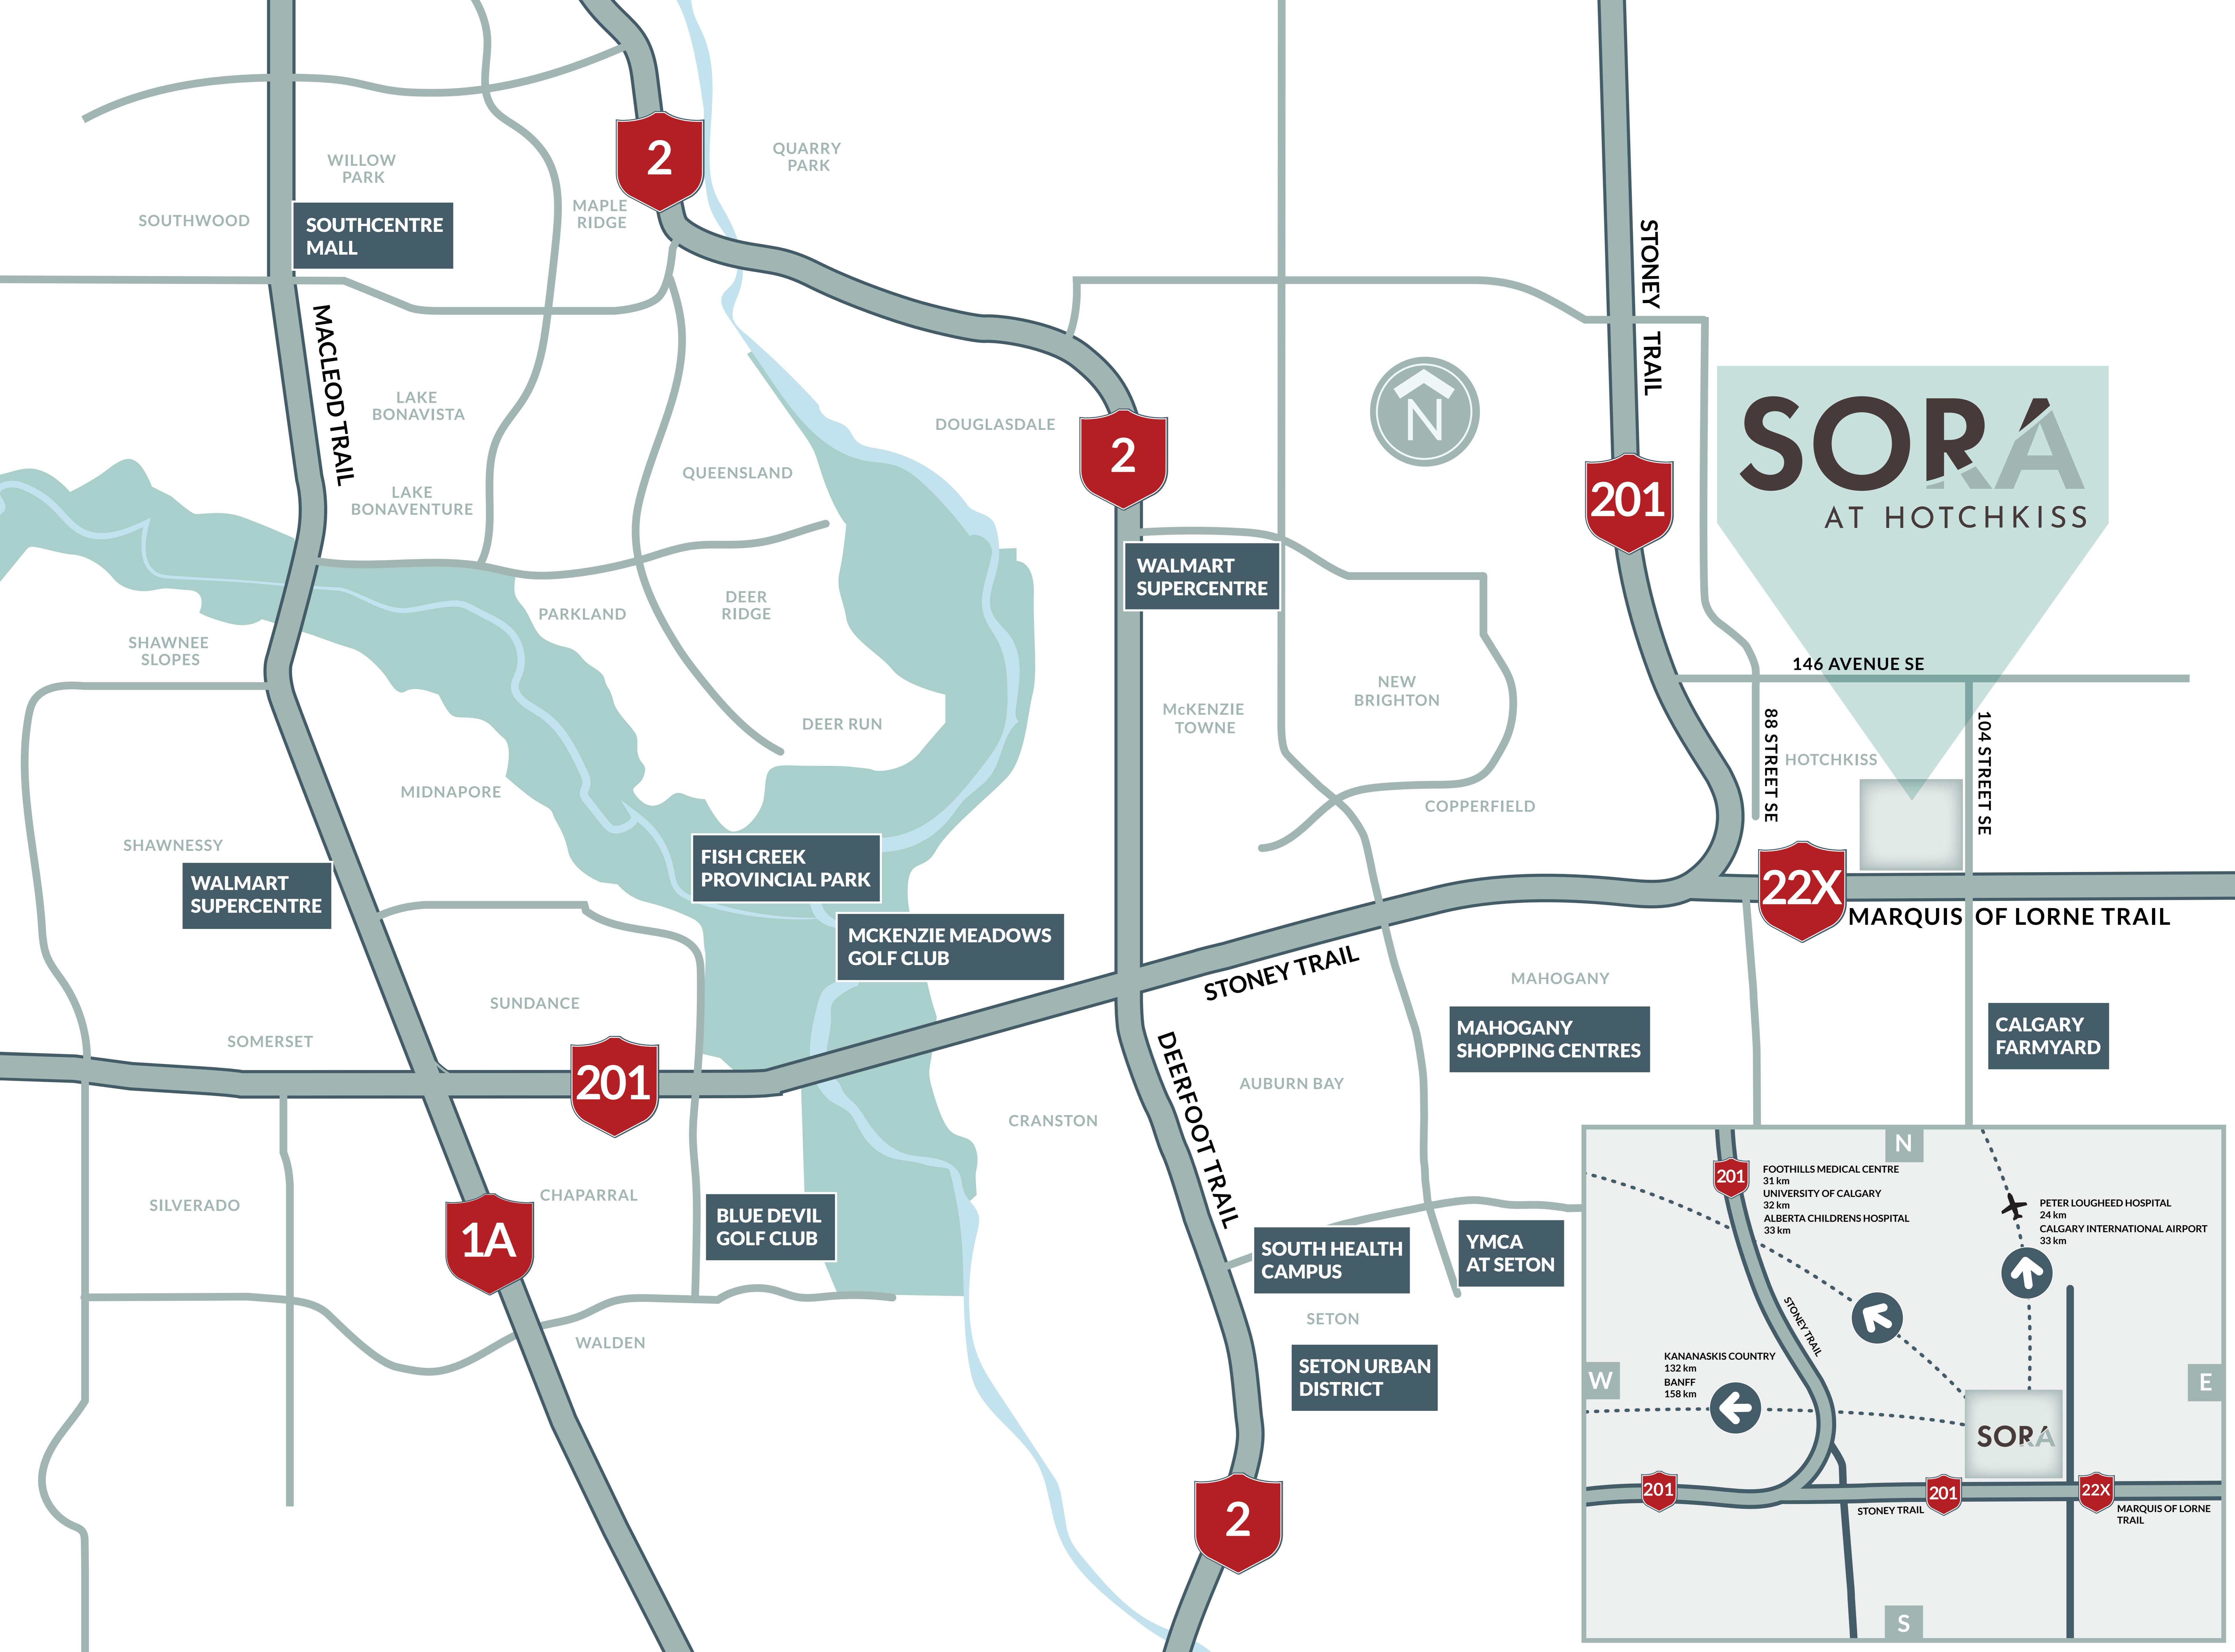 2
QUARRY
PARK
WILLOW
PARK
SOUTHWOOD
SOUTHCENTRE
MALL
MAPLE
RIDGE
STONEY TRAIL
MACLEOD TRAIL
LAKE
BONAVISTA
DOUGLASDALE
2
N
SORÁ
AT HOTCHKISS
QUEENSLAND
LAKE
BONAVENTURE
201
WALMART
SUPERCENTRE
PARKLAND
DEER
RIDGE
SHAWNEE
SLOPES
146 AVENUE SE
NEW
BRIGHTON
McKENZIE
TOWNE
DEER RUN
88 STREET SE
HOTCHKISS
104 STREET SE
MIDNAPORE
COPPERFIELD
SHAWNESSY
WALMART
SUPERCENTRE
FISH CREEK
PROVINCIAL PARK
22X
MARQUIS OF LORNE TRAIL
MCKENZIE MEADOWS
GOLF CLUB
STONEY TRAIL
MAHOGANY
SUNDANCE
MAHOGANY
SHOPPING CENTRES
CALGARY
FARMYARD
SOMERSET
201
AUBURN BAY
DEERFOOT TRAIL
CRANSTON
SILVERADO
CHAPARRAL
1A
BLUE DEVIL
GOLF CLUB
SOUTH HEALTH
CAMPUS
YMCA
AT SETON
SETON
WALDEN
SETON URBAN
DISTRICT
2
N
201
FOOTHILLS MEDICAL CENTRE
31 km
UNIVERSITY OF CALGARY
32 km
ALBERTA CHILDRENS HOSPITAL
33 km
PETER LOUGHEED HOSPITAL
24 km
CALGARY INTERNATIONAL AIRPORT
33 km
STONEY TRAIL
KANANASKIS COUNTRY
132 km
BANFF
158 km
W
E
SORÁ
201
201
22X
STONEY TRAIL
MARQUIS OF LORNE
TRAIL
S